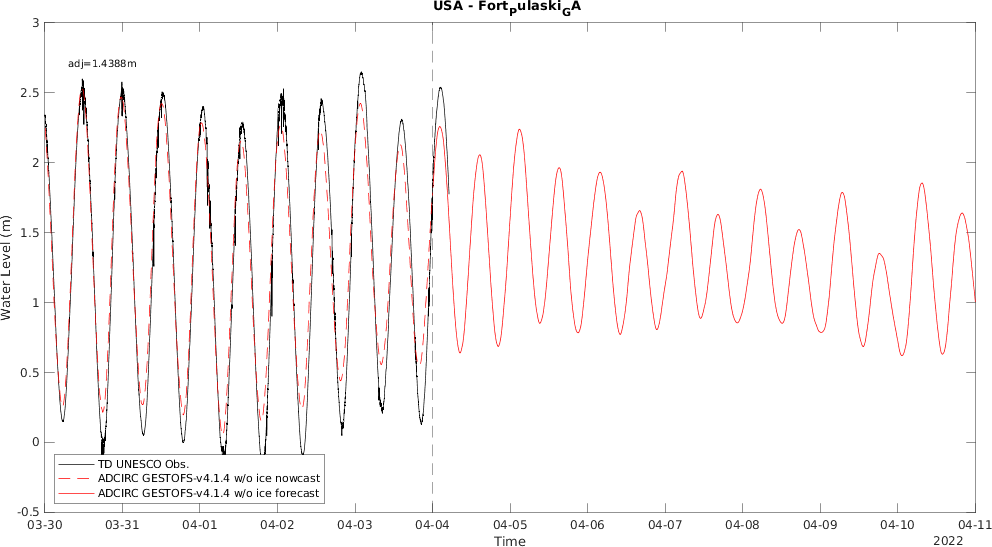 USA - FortPulaskiGA
adj=1.4388m
3
2.5
2
1.5
1
0.5
0
-0.5
Water Level (m)
TD UNESCO Obs.
ADCIRC GESTOFS-v4.1.4 w/o ice nowcast
ADCIRC GESTOFS-v4.1.4 w/o ice forecast
03-30 03-31 04-01 04-02 04-03 04-04 04-05 04-06 04-07 04-08 04-09 04-10 04-11
Time
2022